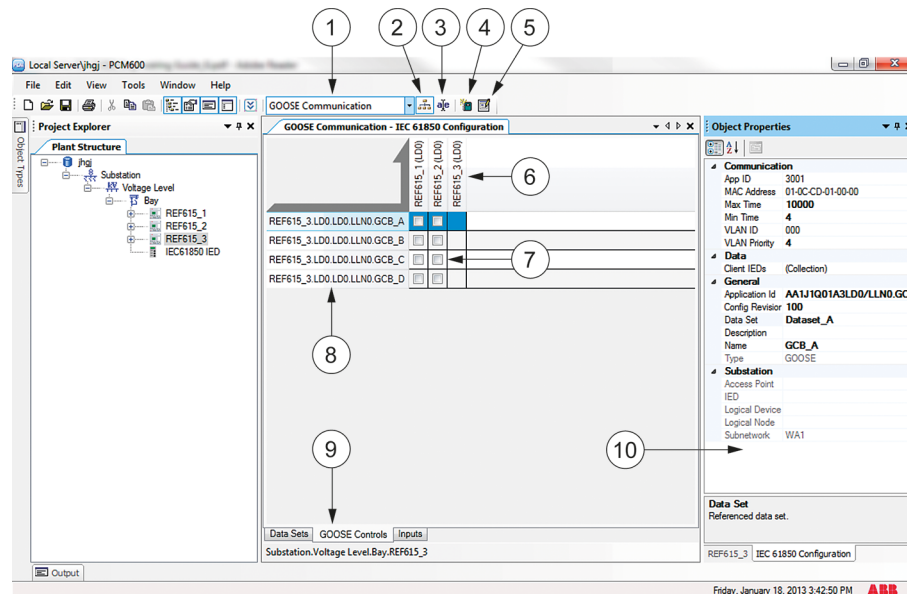 1
2
3
4
5
Local Server\jhgj - PCM600
File Edit View Tools Window Help
GOOSE Communication
Project Explorer
Plant Structure
Object Types
jhgj
Substation
Voltage Level
Bay
REF615_1
REF615_2
REF615_3
IEC61850 IED
GOOSE Communication - IEC 61850 Configuration
REF615_1 (LD0)
REF615_2 (LD0)
REF615_3 (LD0)
6
REF615_3.LD0.LD0.LLN0.GCB_A
REF615_3.LD0.LD0.LLN0.GCB_B
REF615_3.LD0.LD0.LLN0.GCB_C
7
REF615_3.LD0.LD0.LLN0.GCB_D
8
9
10
Data Sets GOOSE Controls Inputs
Substation.Voltage Level.Bay.REF615_3
Object Properties
Communication
App ID 3001
MAC Address 01-0C-CD-01-00-00
Max Time 10000
Min Time 4
VLAN ID 000
VLAN Priority 4
Data
Client IEDs (Collection)
General
Application Id AA1J1Q01A3LD0/LLN0.GC
Config Revisior 100
Data Set Dataset_A
Description
Name GCB_A
Type GOOSE
Substation
Access Point
IED
Logical Device
Logical Node
Subnetwork WA1
Data Set
Referenced data set.
REF615_3 IEC 61850 Configuration
Output
Friday, January 18, 2013 3:42:50 PM ABB